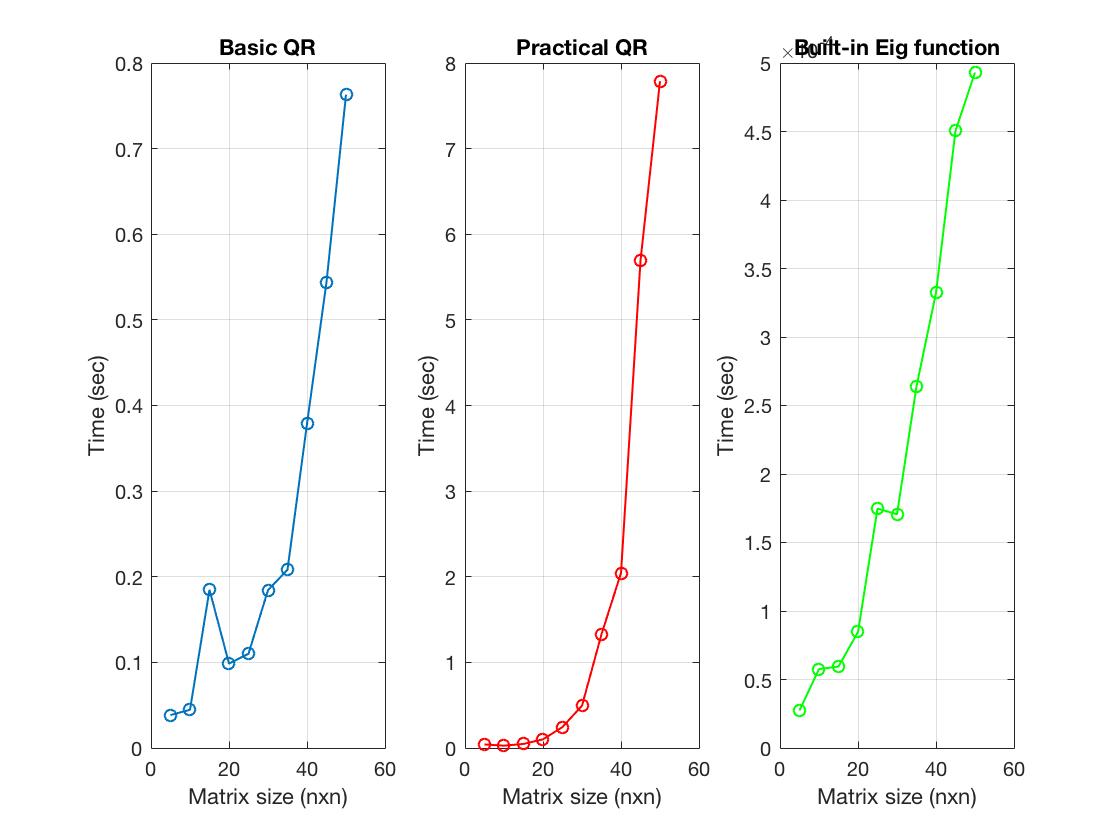 Basic QR
0.8
0.7
0.6
0.5
0.4
0.3
0.2
0.1
0
0 20 40 60
Time (sec)
Matrix size (nxn)
Practical QR
8
7
6
5
4
3
2
1
0
0 20 40 60
Time (sec)
Matrix size (nxn)
Built-in Eig function
5
4.5
4
3.5
3
2.5
2
1.5
1
0.5
0
0 20 40 60
Time (sec)
Matrix size (nxn)